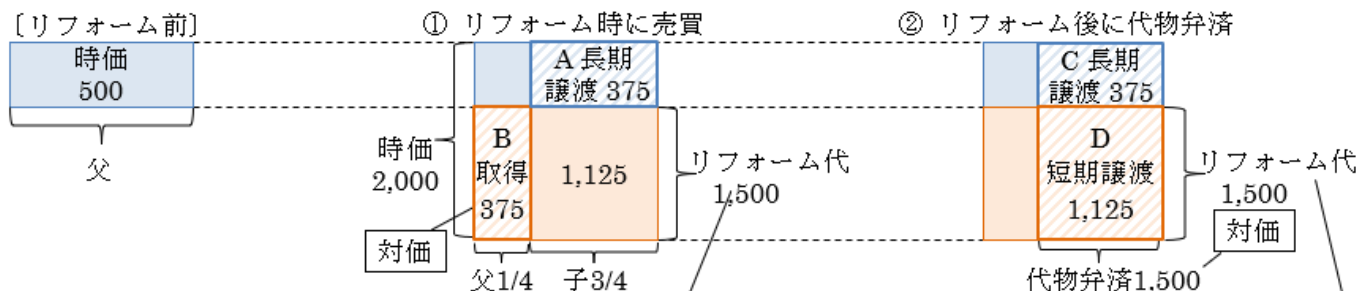 [リフォーム前]
① リフォーム時に売買
② リフォーム後に代物弁済
時価
500
父
時価
2,000
A 長期
譲渡 375
B
取得
375
1,125
リフォーム代
1,500
対価
父1/4
子3/4
C 長期
譲渡 375
D
短期譲渡
1,125
リフォーム代
1,500
対価
代物弁済1,500